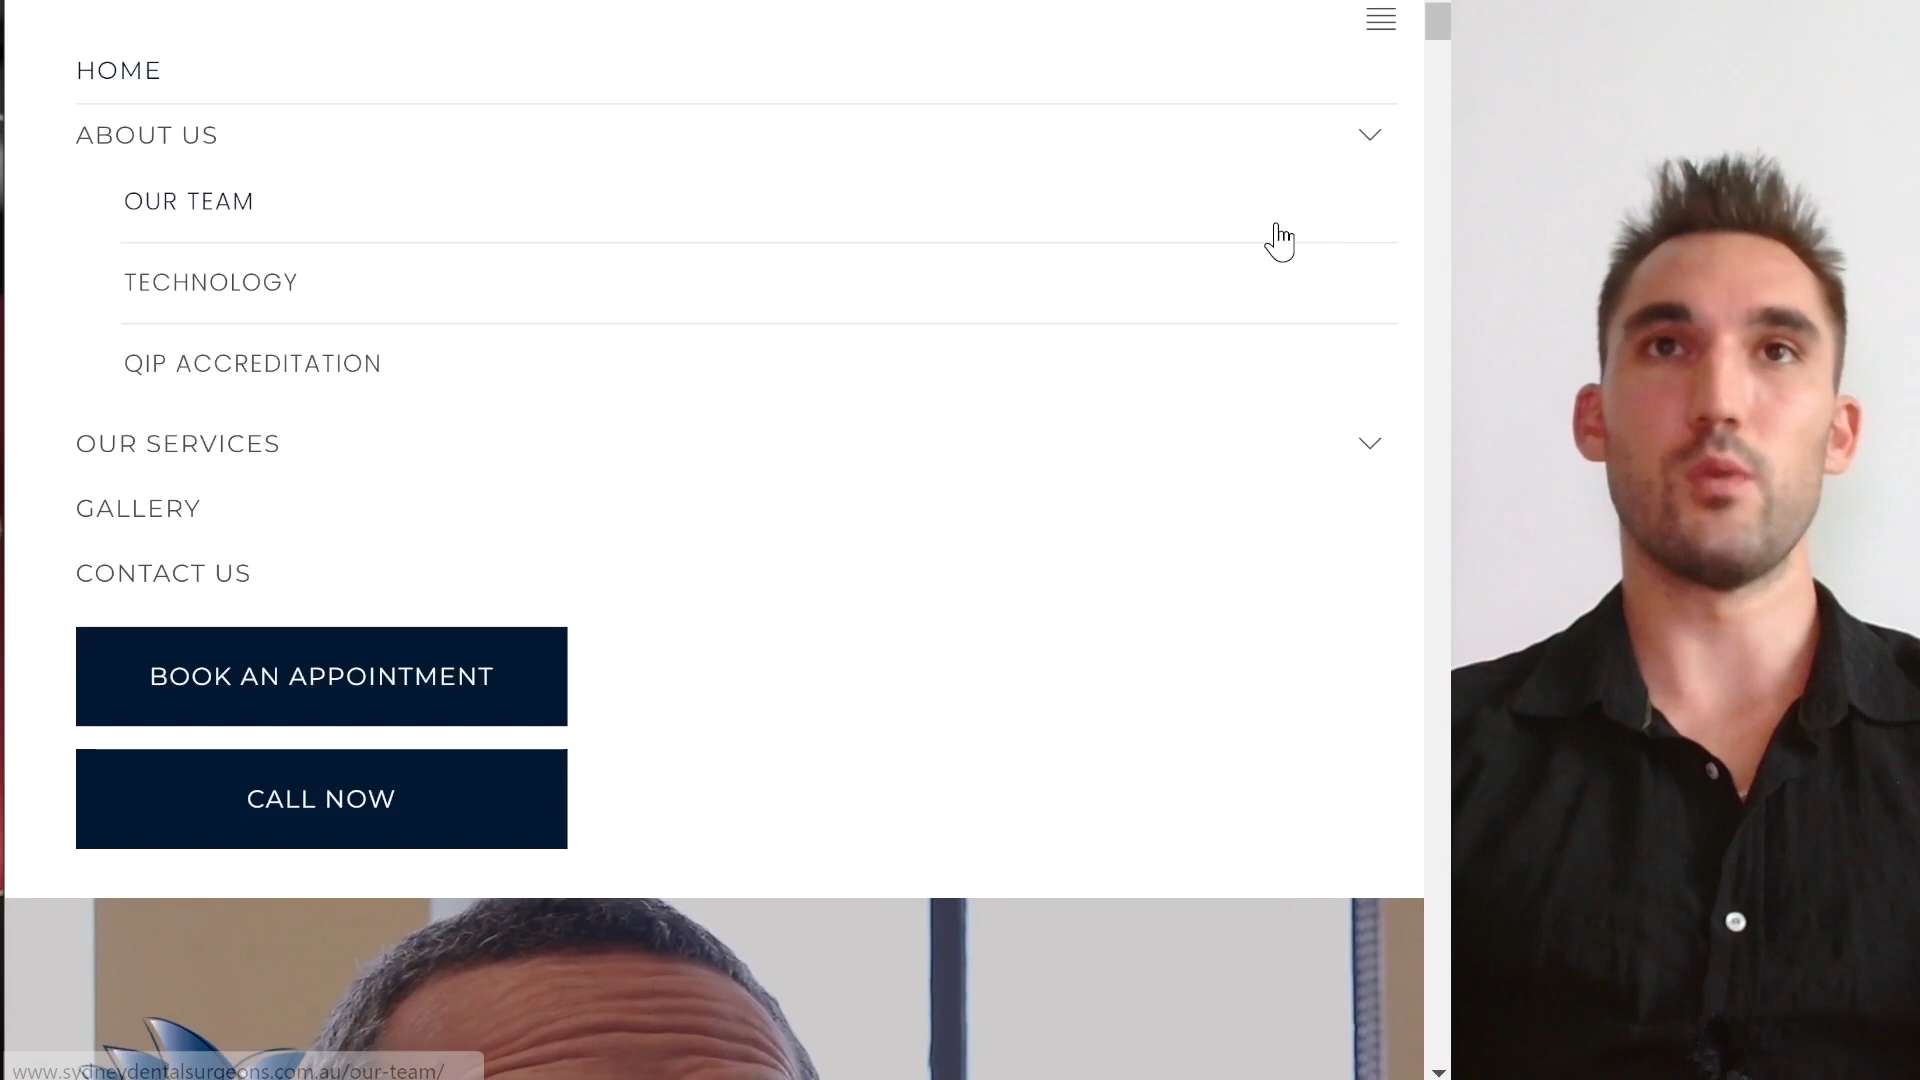 HOME
ABOUT US
OUR TEAM
TECHNOLOGY
QIP ACCREDITATION
OUR SERVICES
GALLERY
CONTACT US
BOOK AN APPOINTMENT
CALL NOW
www.sydneydentalsurgeons.com.au/our-team/